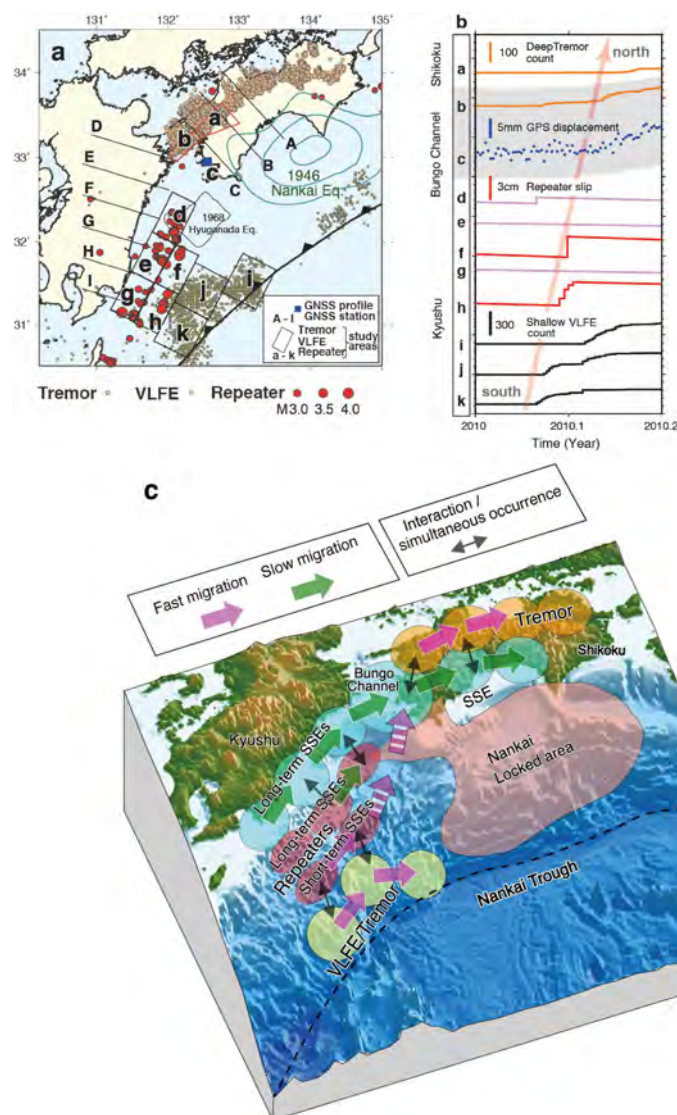 a
131° 132° 133° 134° 135°
34°
33°
32°
31°
D
E
F
G
H
I
b
a
c
A
B
C
1946
Nankai Eq.
d
1968
Hyuganada Eq.
e
f
g
h
i
j
k
GNSS profile
A - I GNSS station
Tremor
VLFE
a - k Repeater
study
areas
Tremor VLFE Repeater
M3.0 3.5 4.0
b
Shikoku
Bungo Channel
Kyushu
100 DeepTremor
count
north
a
b
5mm GPS displacement
c
3cm Repeater slip
d
e
f
g
h
300 Shallow VLFE
count
i
j
south
k
2010 2010.1 2010.2
Time (Year)
c
Fast migration
Slow migration
Interaction /
simultaneous occurrence
Tremor
Shikoku
Bungo
Channel
SSE
Kyushu
Nankai
Locked area
Long-term SSEs
Long-term SSEs
Repeaters
Short-term SSEs
VLFE/Tremor
Nankai Trough